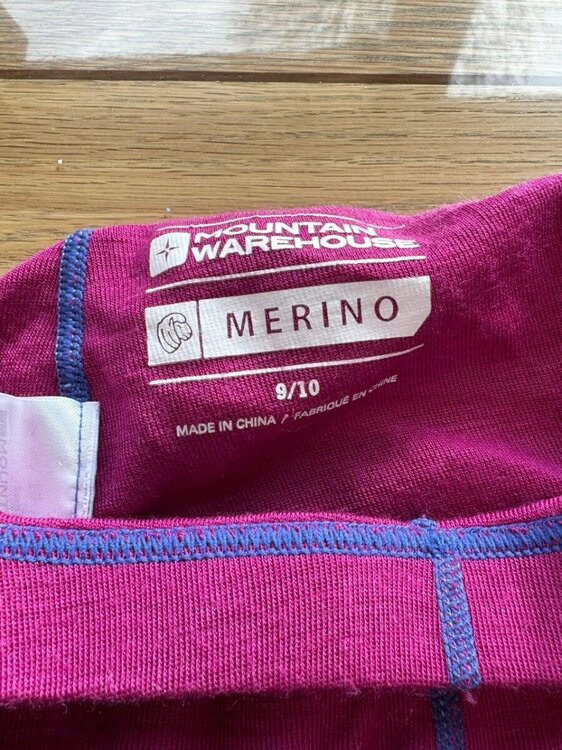 MOUNTAIN
WAREHOUSE
MERINO
9/10
MADE IN CHINA / FABRIQUÉ EN CHINE